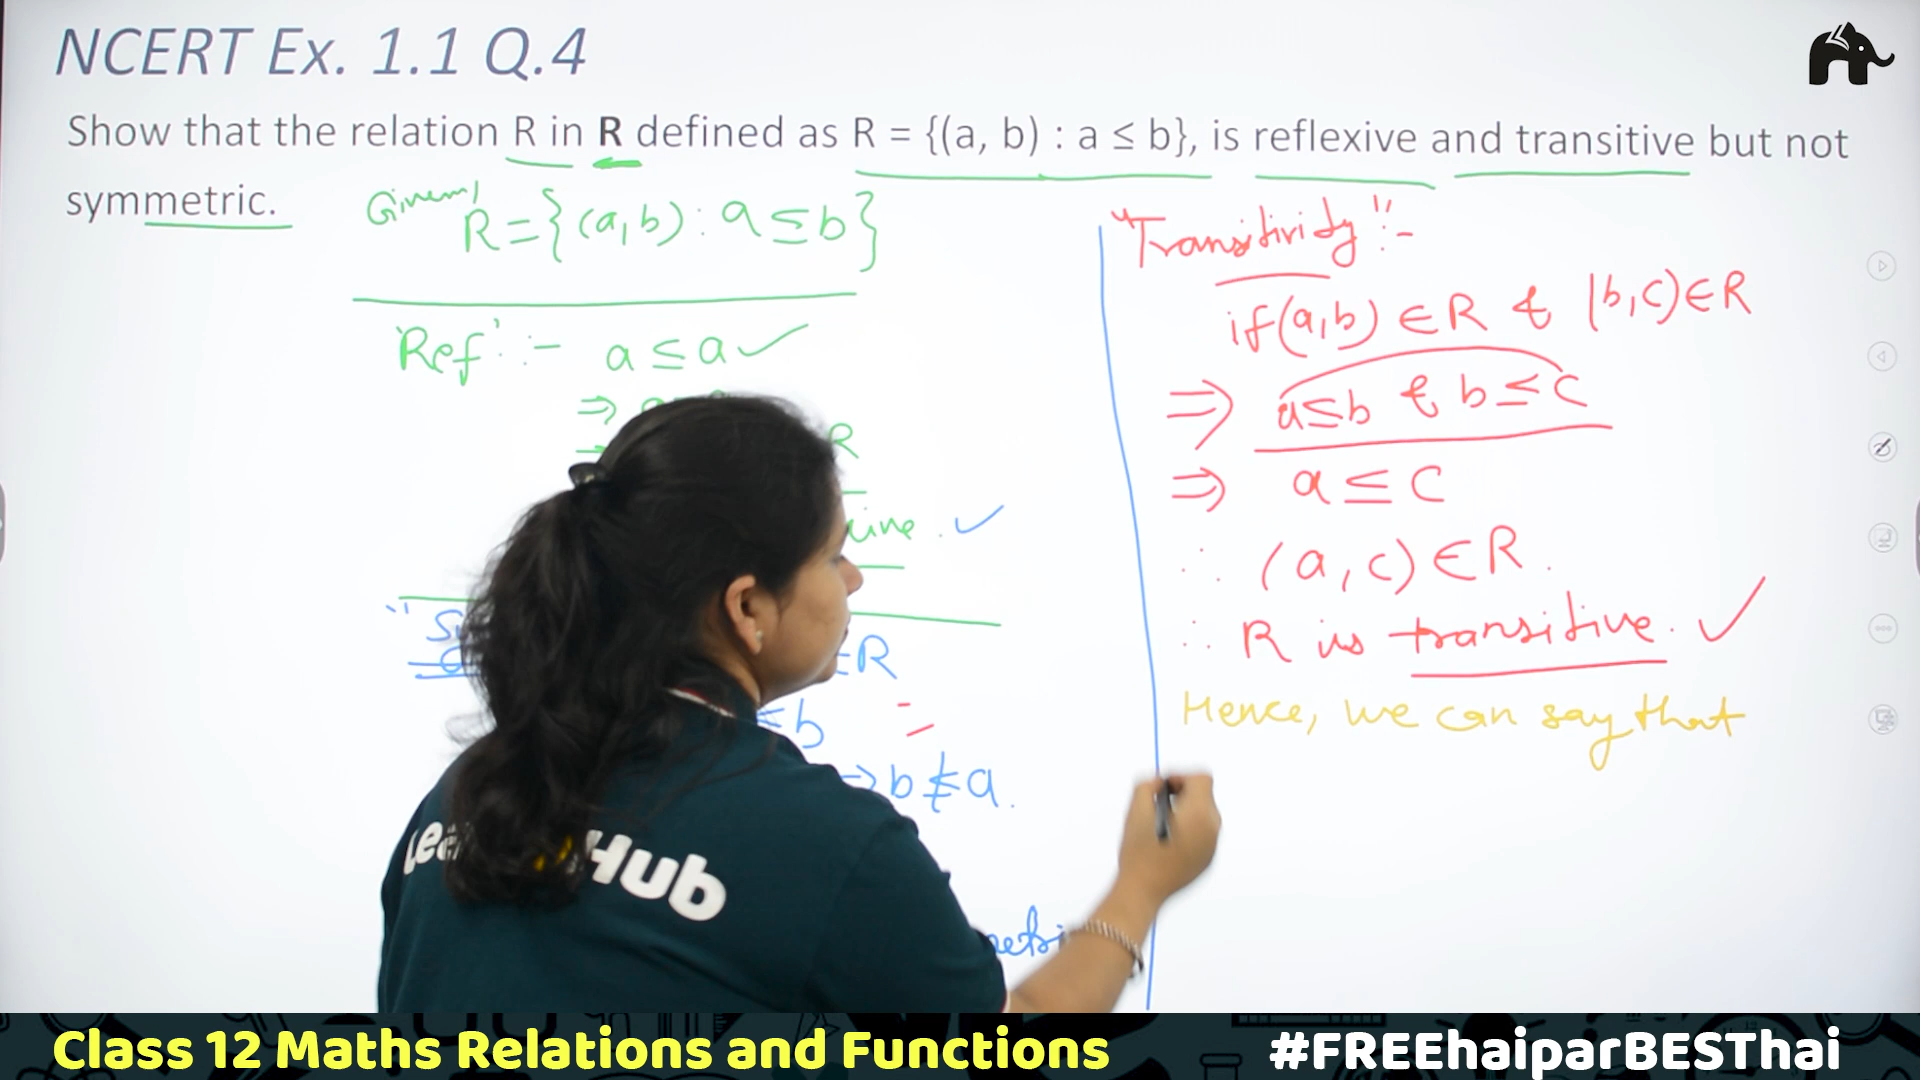 NCERT Ex. 1.1 Q.4
Show that the relation R in R defined as R = {(a, b) : a ≤ b}, is reflexive and transitive but not
symmetric.
Given,
R = {(a,b) : a ≤ b}
'Ref' :- a ≤ a ✓
⇒
R
✓
∈R
≤ b
⇒ b ≰ a.
"Transitivity" :-
if (a,b) ∈ R & (b,c) ∈ R
⇒ a ≤ b & b ≤ c
⇒ a ≤ c
∴ (a, c) ∈ R.
∴ R is transitive. ✓
Hence, we can say that
Hub
Class 12 Maths Relations and Functions
#FREEhaiparBESThai